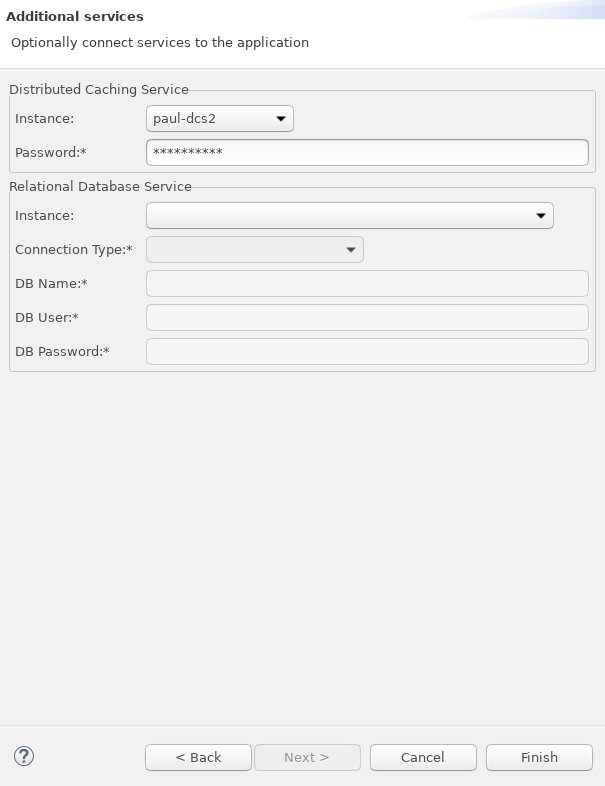 Additional services
Optionally connect services to the application
Distributed Caching Service
Instance: paul-dcs2
Password:* **********
Relational Database Service
Instance:
Connection Type:*
DB Name:*
DB User:*
DB Password:*
? < Back Next > Cancel Finish